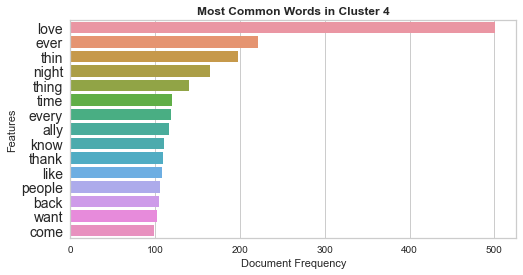 Most Common Words in Cluster 4
love
ever
thin
night
thing
time
every
ally
know
thank
like
people
back
want
come
Features
0 100 200 300 400 500
Document Frequency